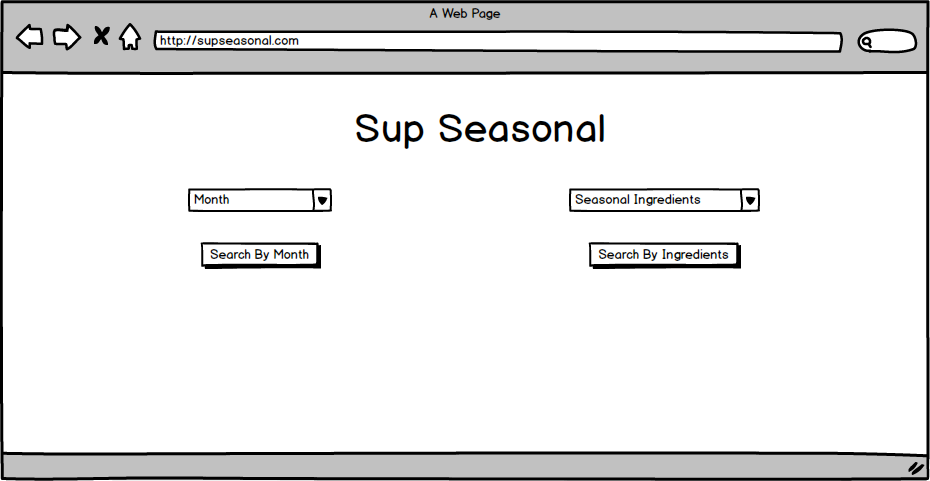 A Web Page
http://supseasonal.com
Sup Seasonal
Month
Seasonal Ingredients
Search By Month
Search By Ingredients